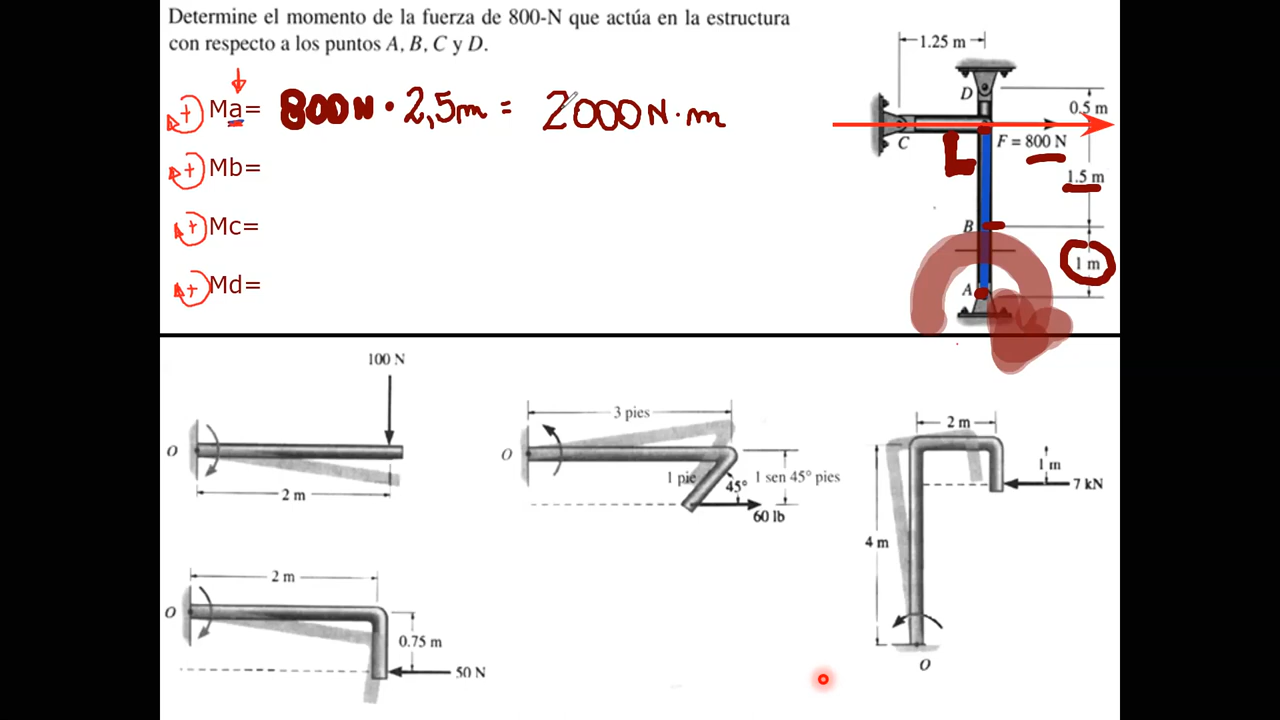 Determine el momento de la fuerza de 800-N que actúa en la estructura
con respecto a los puntos A, B, C y D.
+ Ma= 800N · 2,5m = 2000N·m
+ Mb=
+ Mc=
+ Md=
1.25 m
D
0.5 m
C
F = 800 N
1.5 m
B
1 m
A
100 N
O
2 m
3 pies
O
1 pie
45°
1 sen 45° pies
60 lb
2 m
1 m
7 kN
4 m
O
2 m
O
0.75 m
50 N